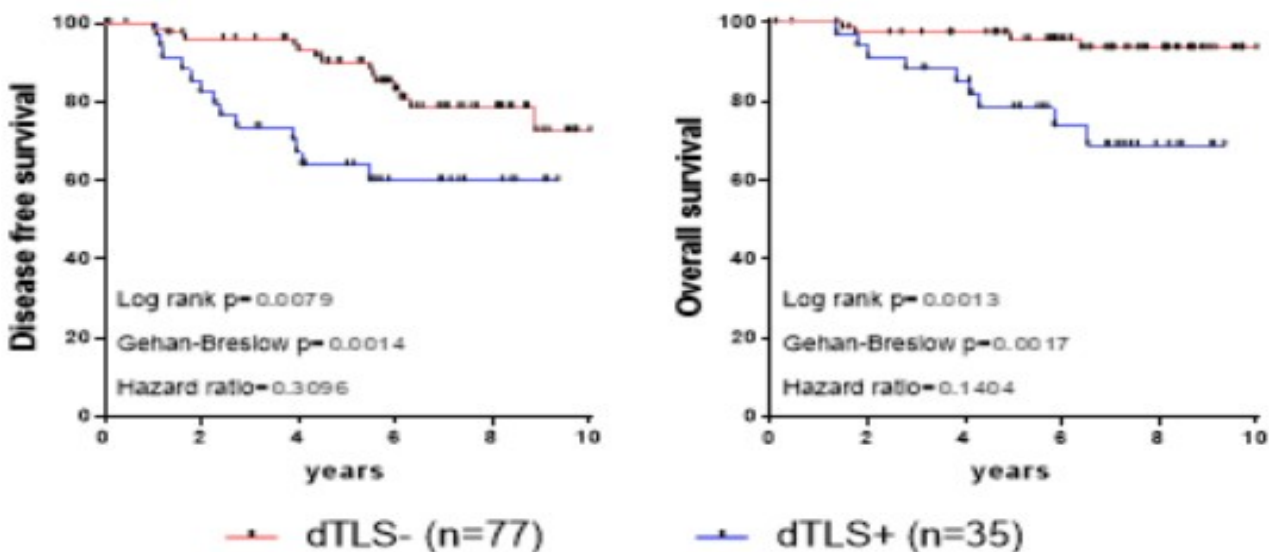 Disease free survival
100
80
60
40
20
0
Log rank p=0.0079
Gehan-Breslow p=0.0014
Hazard ratio=0.3096
0 2 4 6 8 10
years
Overall survival
100
80
60
40
20
0
Log rank p=0.0013
Gehan-Breslow p=0.0017
Hazard ratio=0.1404
0 2 4 6 8 10
years
dTLS- (n=77) dTLS+ (n=35)